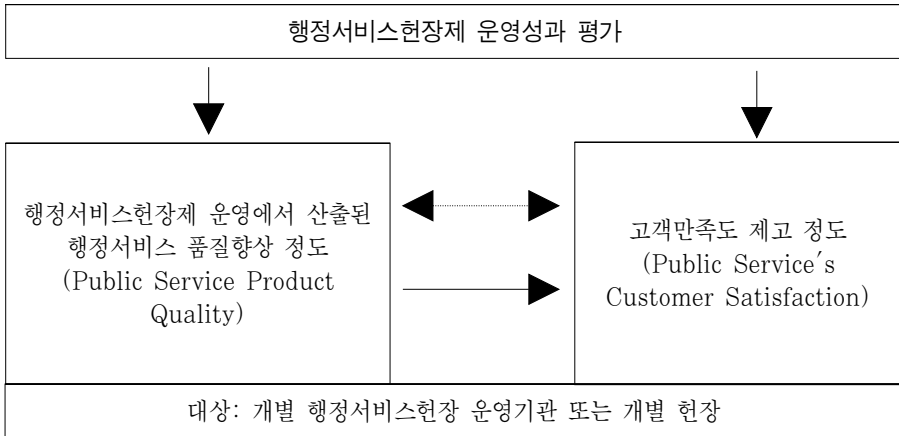 행정서비스헌장제 운영성과 평가
행정서비스헌장제 운영에서 산출된
행정서비스 품질향상 정도
(Public Service Product
Quality)
고객만족도 제고 정도
(Public Service′s
Customer Satisfaction)
대상: 개별 행정서비스헌장 운영기관 또는 개별 헌장